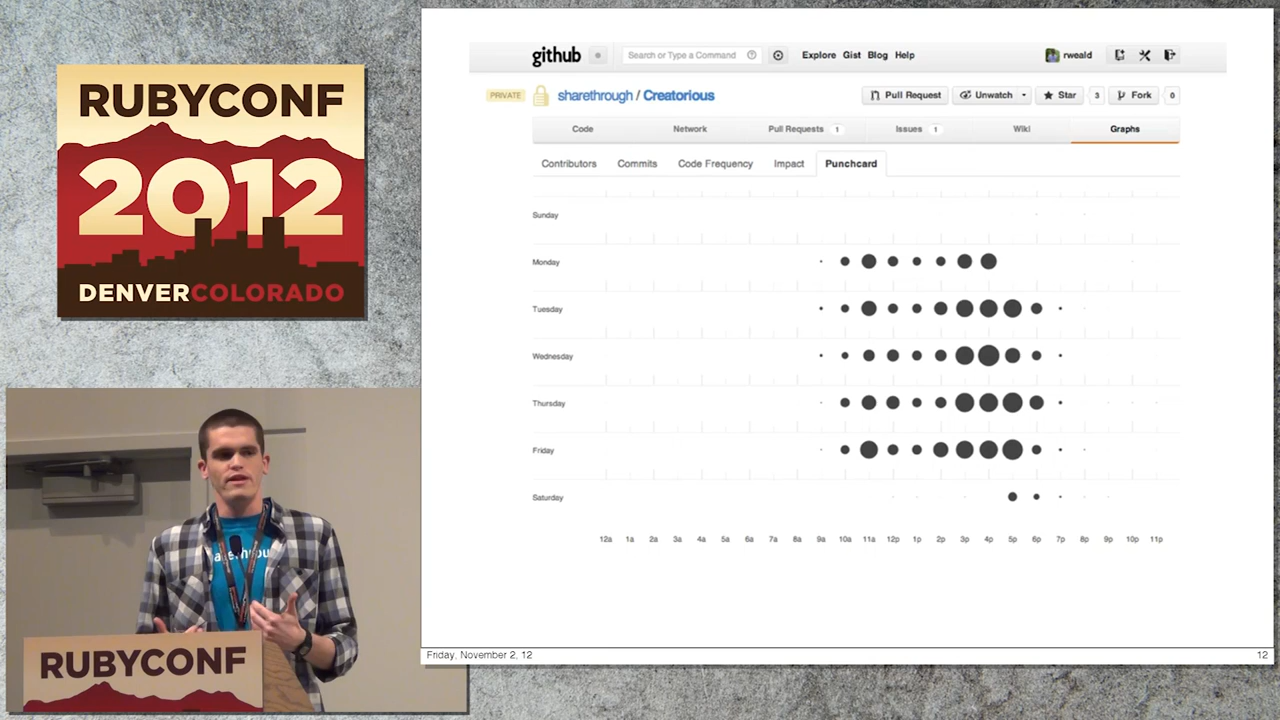 RUBYCONF
2012
DENVERCOLORADO
RUBYCONF
github
Search or Type a Command
Explore Gist Blog Help
rweald
PRIVATE
sharethrough / Creatorious
Pull Request
Unwatch
Star 3
Fork 0
Code
Network
Pull Requests 1
Issues 1
Wiki
Graphs
Contributors
Commits
Code Frequency
Impact
Punchcard
Sunday
Monday
Tuesday
Wednesday
Thursday
Friday
Saturday
12a 1a 2a 3a 4a 5a 6a 7a 8a 9a 10a 11a 12p 1p 2p 3p 4p 5p 6p 7p 8p 9p 10p 11p
Friday, November 2, 12
12